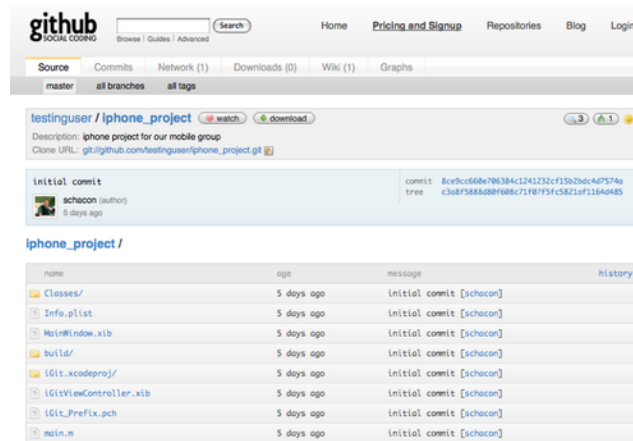 github
SOCIAL CODING
Search
Browse | Guides | Advanced
Home Pricing and Signup Repositories Blog Login
Source Commits Network (1) Downloads (0) Wiki (1) Graphs
master all branches all tags
testinguser / iphone_project watch download 3 1
Description: iphone project for our mobile group
Clone URL: git://github.com/testinguser/iphone_project.git
initial commit
schacon (author)
5 days ago
commit 8ce9cc660e706384c1241232cf15b2bdc4d7574a
tree c3a8f5888d80f608c71f07f5fc5821af1164d485
iphone_project /
name age message history
Classes/ 5 days ago initial commit [schacon]
Info.plist 5 days ago initial commit [schacon]
MainWindow.xib 5 days ago initial commit [schacon]
build/ 5 days ago initial commit [schacon]
iGit.xcodeproj/ 5 days ago initial commit [schacon]
iGitViewController.xib 5 days ago initial commit [schacon]
iGit_Prefix.pch 5 days ago initial commit [schacon]
main.m 5 days ago initial commit [schacon]